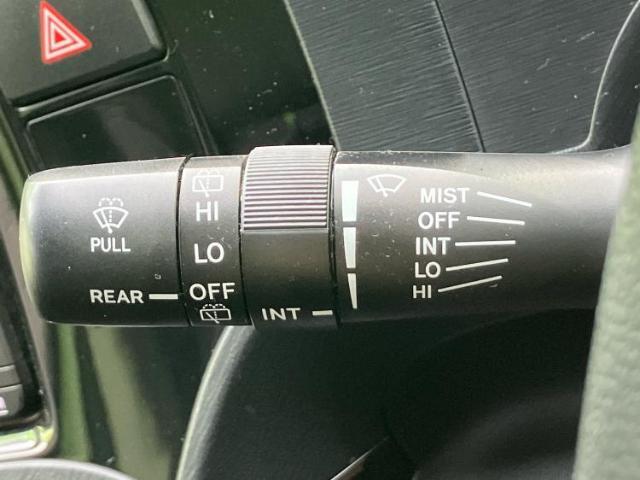 PULL
REAR
HI
LO
OFF
INT
MIST
OFF
INT
LO
HI